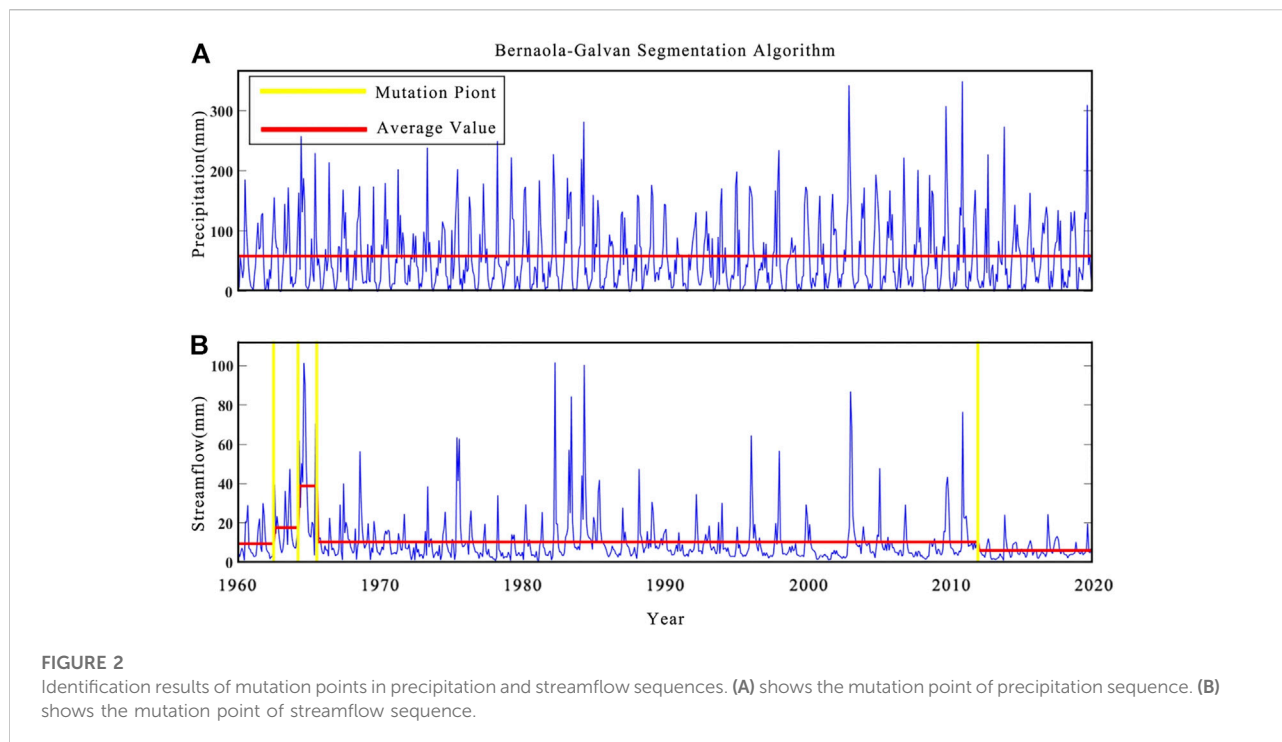 A
Bernaola-Galvan Segmentation Algorithm
Mutation Piont
Average Value
Precipitation(mm)
300
200
100
0
B
Streamflow(mm)
100
80
60
40
20
0
1960 1970 1980 1990 2000 2010 2020
Year
FIGURE 2
Identification results of mutation points in precipitation and streamflow sequences. (A) shows the mutation point of precipitation sequence. (B)
shows the mutation point of streamflow sequence.